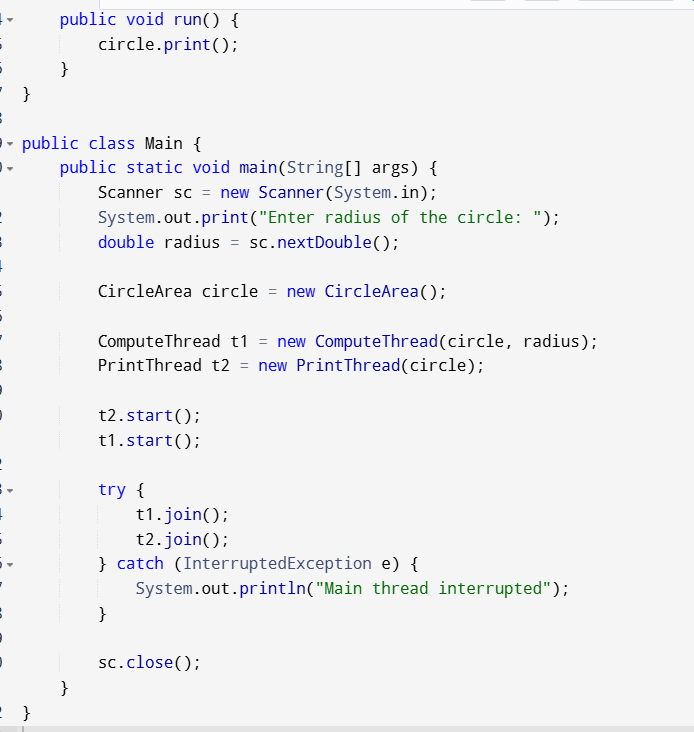 public void run() {
circle.print();
}
}
public class Main {
public static void main(String[] args) {
Scanner sc = new Scanner(System.in);
System.out.print("Enter radius of the circle: ");
double radius = sc.nextDouble();
CircleArea circle = new CircleArea();
ComputeThread t1 = new ComputeThread(circle, radius);
PrintThread t2 = new PrintThread(circle);
t2.start();
t1.start();
try {
t1.join();
t2.join();
} catch (InterruptedException e) {
System.out.println("Main thread interrupted");
}
sc.close();
}
}